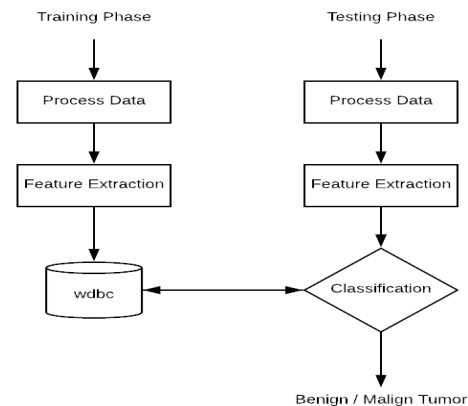 Training Phase
Process Data
Feature Extraction
wdbc
Testing Phase
Process Data
Feature Extraction
Classification
Benign / Malign Tumor